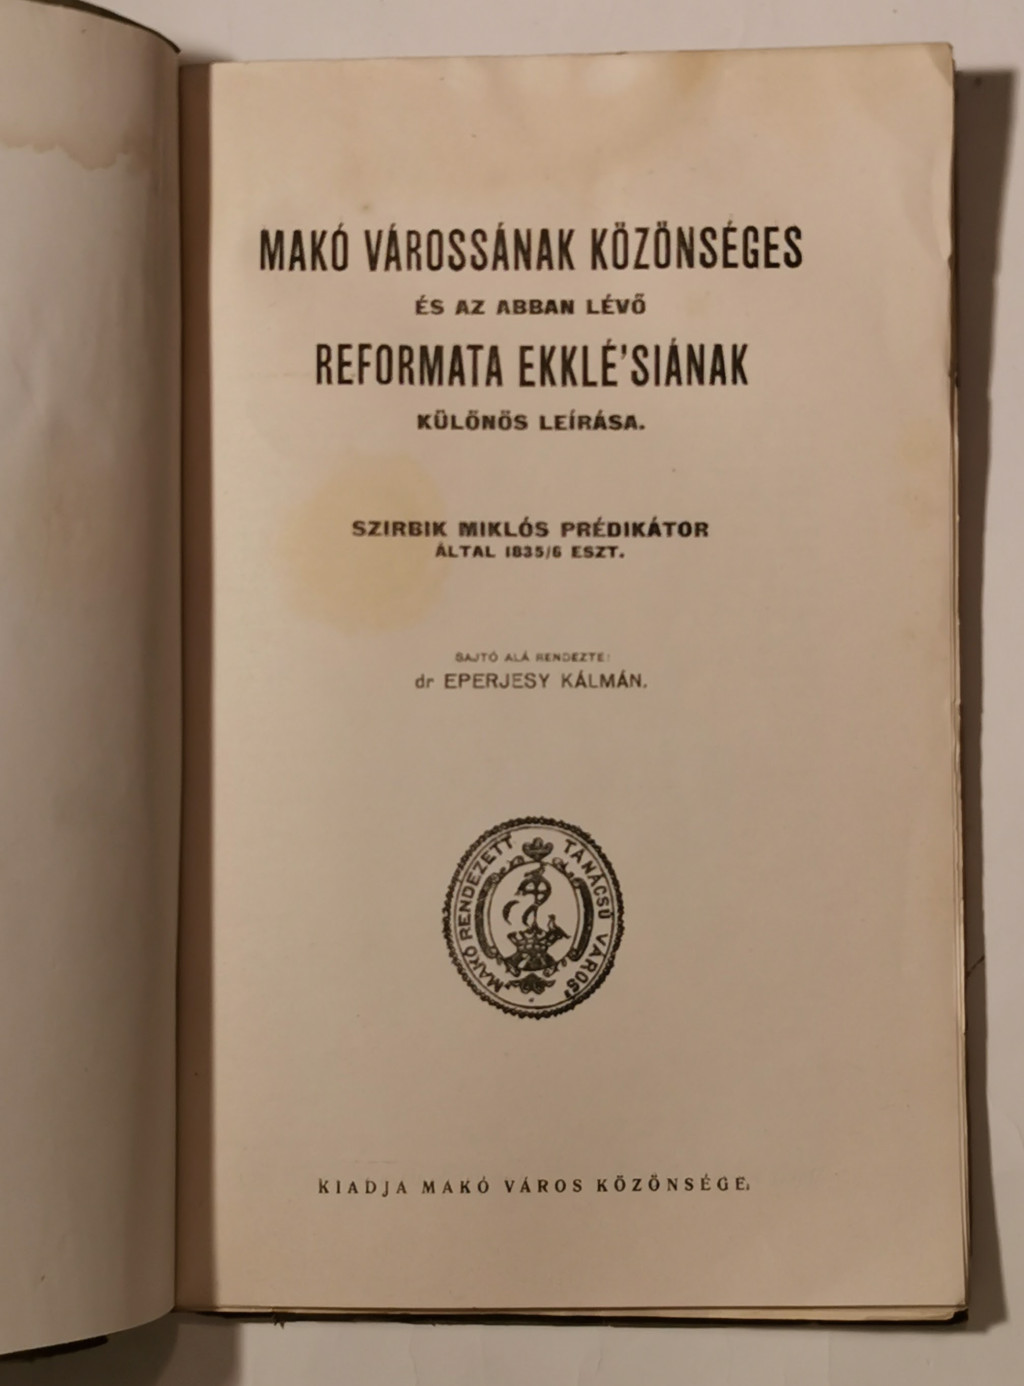 MAKÓ VÁROSSÁNAK KÖZÖNSÉGES
ÉS AZ ABBAN LÉVŐ
REFORMATA EKKLÉ'SIÁNAK
KÜLÖNÖS LEÍRÁSA.
SZIRBIK MIKLÓS PRÉDIKÁTOR
ÁLTAL 1835/6 ESZT.
SAJTÓ ALÁ RENDEZTE:
dr EPERJESY KÁLMÁN.
MAKÓ RENDEZETT TANÁCSÚ VÁROS
KIADJA MAKÓ VÁROS KÖZÖNSÉGE.